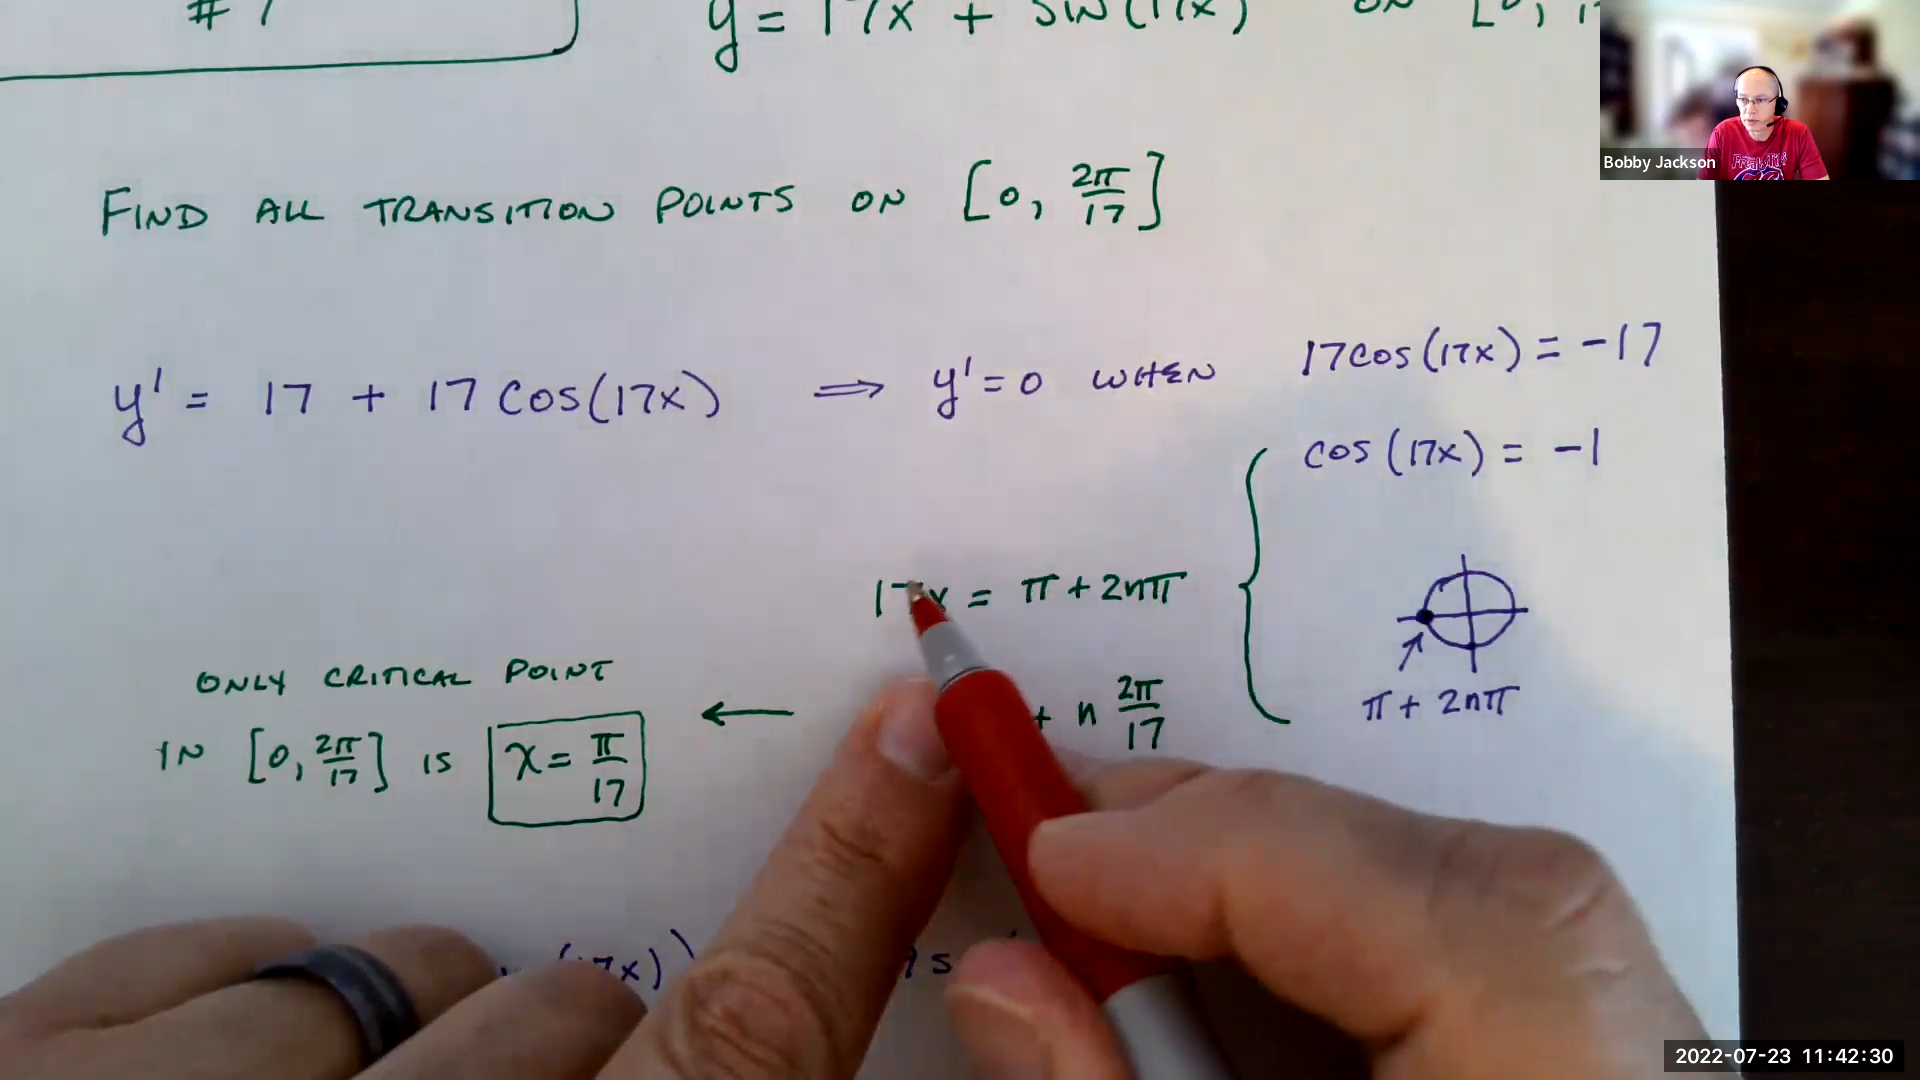 #7
y = 17x + sin(17x) on [0,
Bobby Jackson
FIND ALL TRANSITION POINTS ON [0, 2π/17]
y' = 17 + 17 cos(17x) ⟹ y' = 0 WHEN 17cos(17x) = -17
cos(17x) = -1
17x = π + 2nπ
π + 2nπ
+ n 2π/17
ONLY CRITICAL POINT ←
IN [0, 2π/17] IS x = π/17
2022-07-23 11:42:30